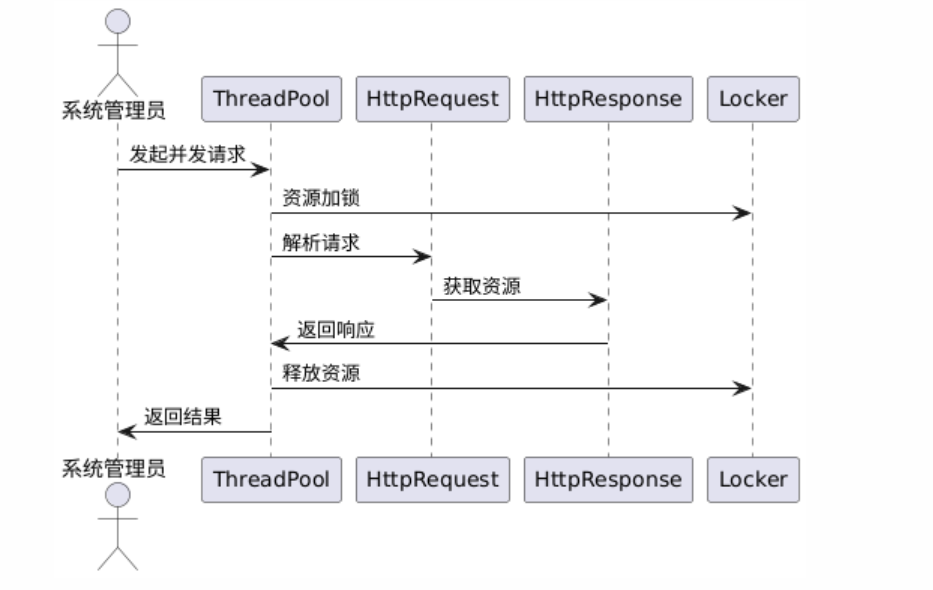 系统管理员
ThreadPool
HttpRequest
HttpResponse
Locker
发起并发请求
资源加锁
解析请求
获取资源
返回响应
释放资源
返回结果
系统管理员
ThreadPool
HttpRequest
HttpResponse
Locker